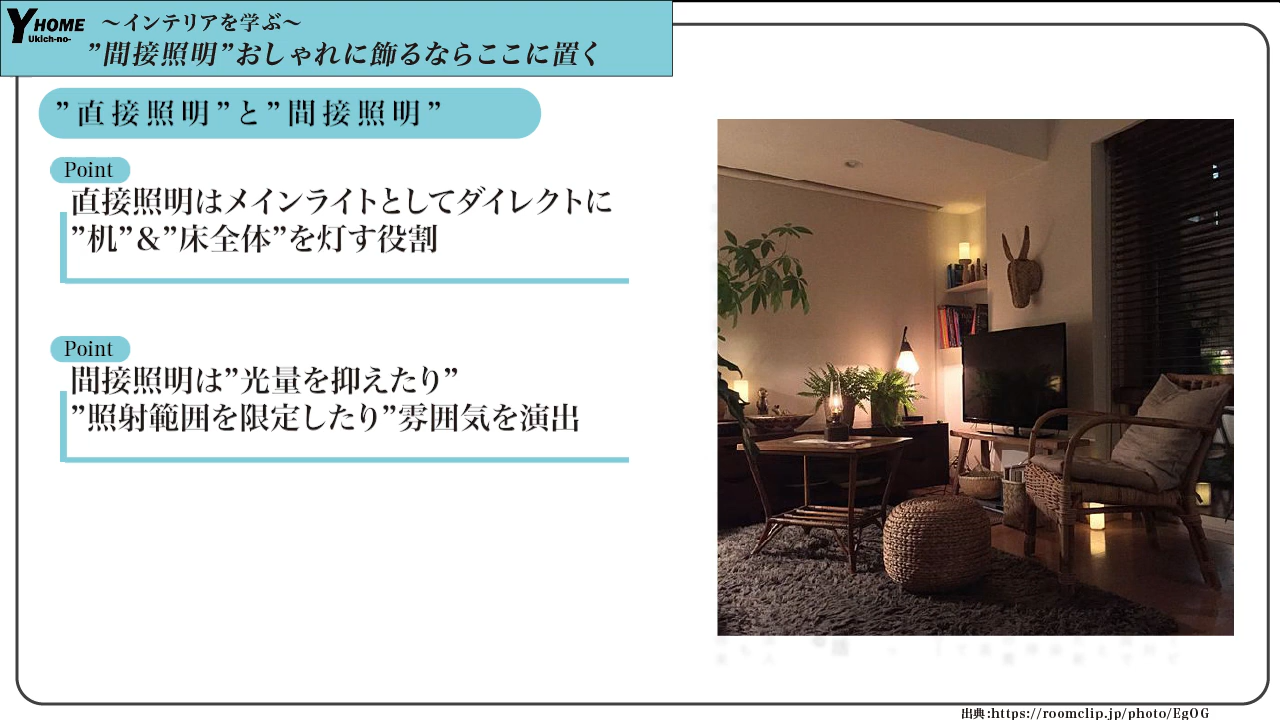 YHOME
Ukich-no-
～インテリアを学ぶ～
”間接照明”おしゃれに飾るならここに置く
”直接照明”と”間接照明”
Point
直接照明はメインライトとしてダイレクトに
”机”&”床全体”を灯す役割
Point
間接照明は”光量を抑えたり”
”照射範囲を限定したり”雰囲気を演出
出典:https://roomclip.jp/photo/EgOG